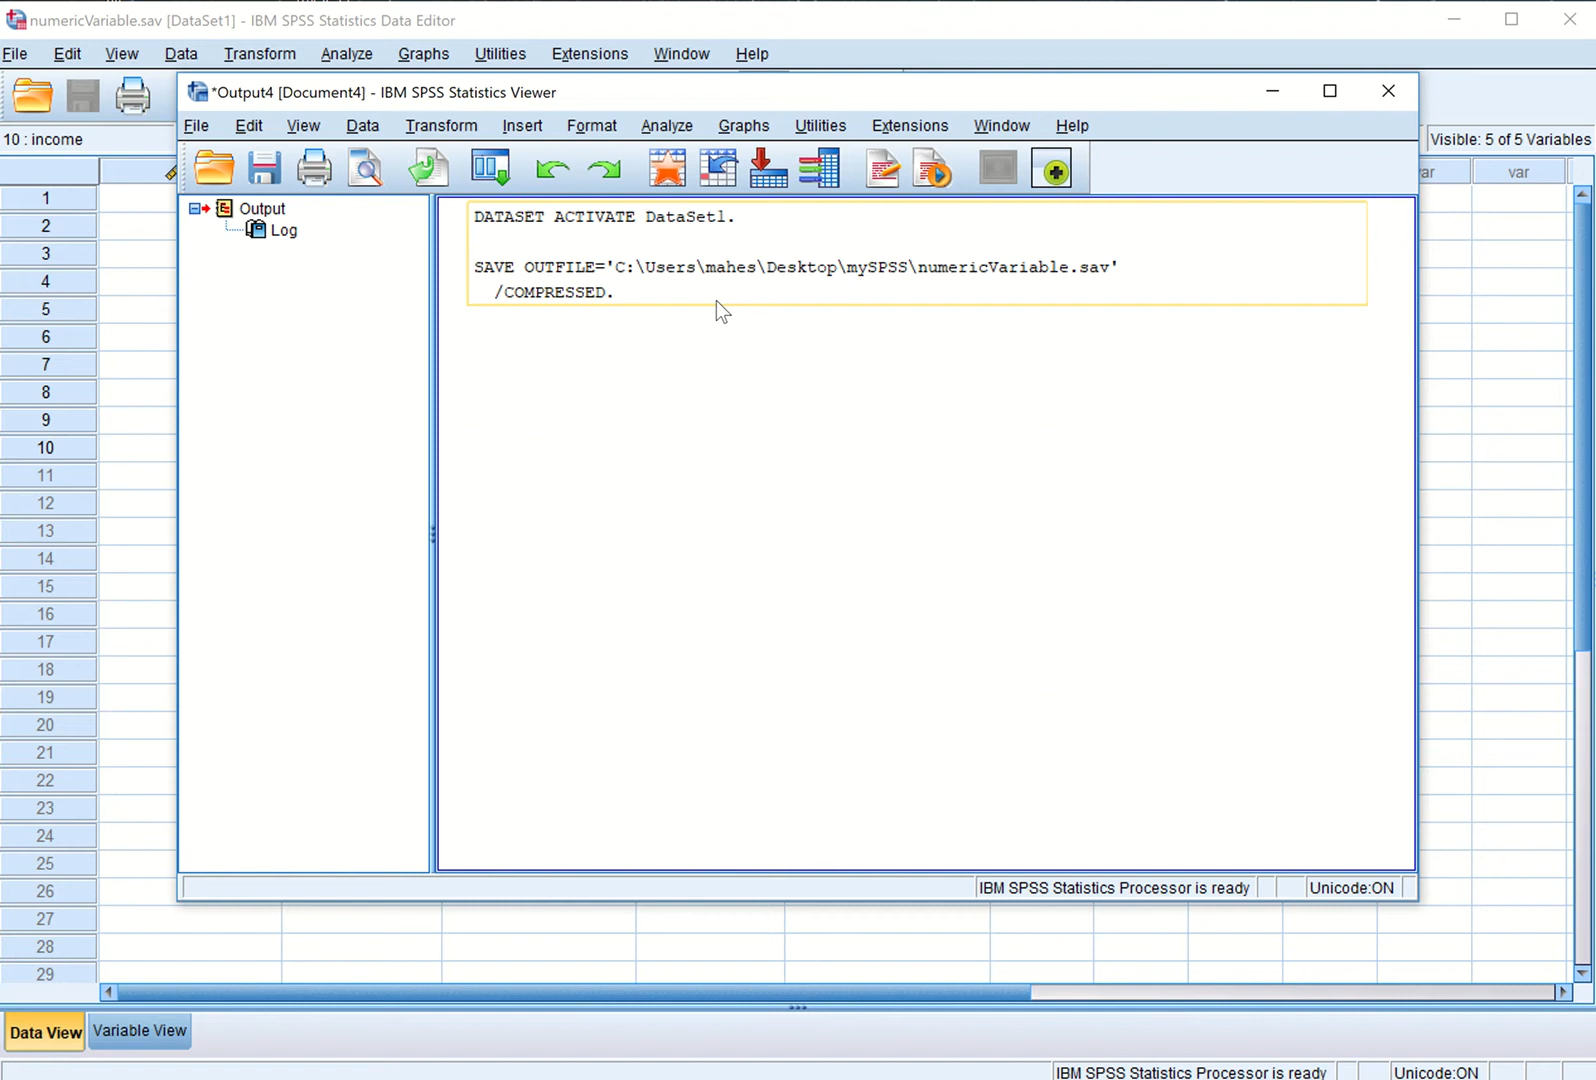 numericVariable.sav [DataSet1] - IBM SPSS Statistics Data Editor
File Edit View Data Transform Analyze Graphs Utilities Extensions Window Help
*Output4 [Document4] - IBM SPSS Statistics Viewer
File Edit View Data Transform Insert Format Analyze Graphs Utilities Extensions Window Help
10 : income
Visible: 5 of 5 Variables
var
1
2
3
4
5
6
7
8
9
10
11
12
13
14
15
16
17
18
19
20
21
22
23
24
25
26
27
28
29
Output
Log
DATASET ACTIVATE DataSet1.
SAVE OUTFILE='C:\Users\mahes\Desktop\mySPSS\numericVariable.sav'
/COMPRESSED.
IBM SPSS Statistics Processor is ready
Unicode:ON
Data View
Variable View
IBM SPSS Statistics Processor is ready
Unicode:ON